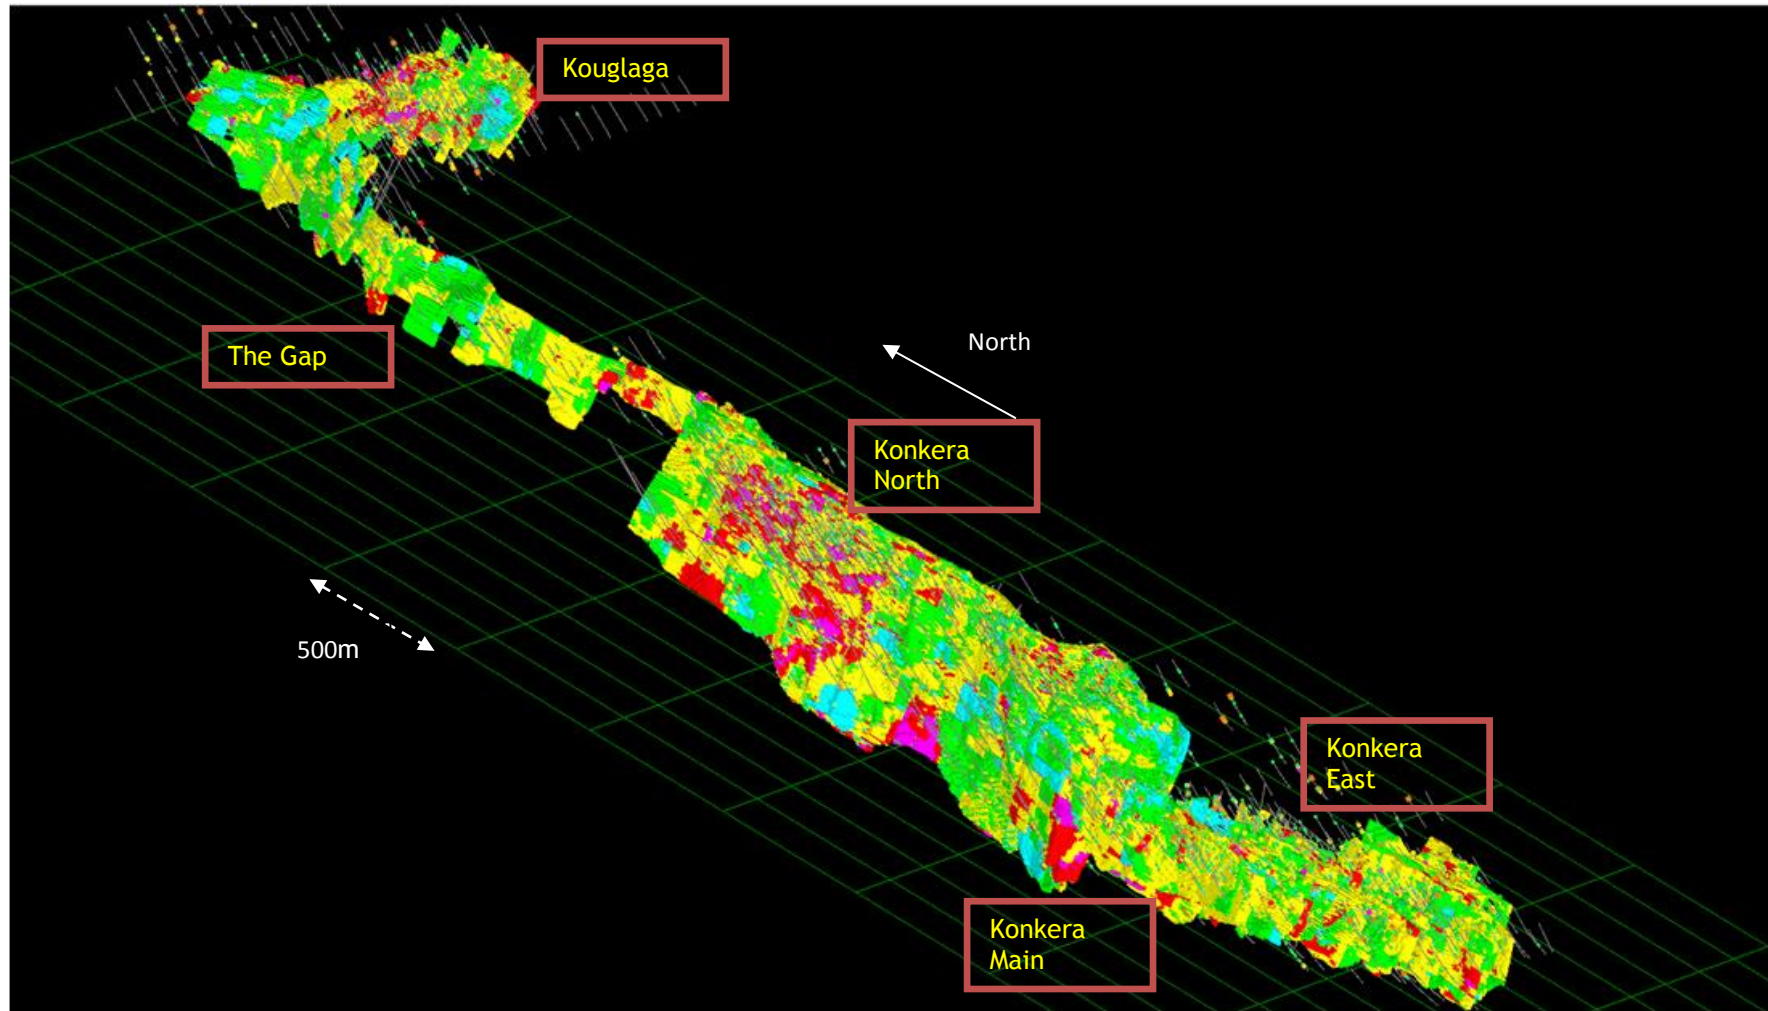 Kouglaga
The Gap
North
Konkera
North
500m
Konkera
East
Konkera
Main